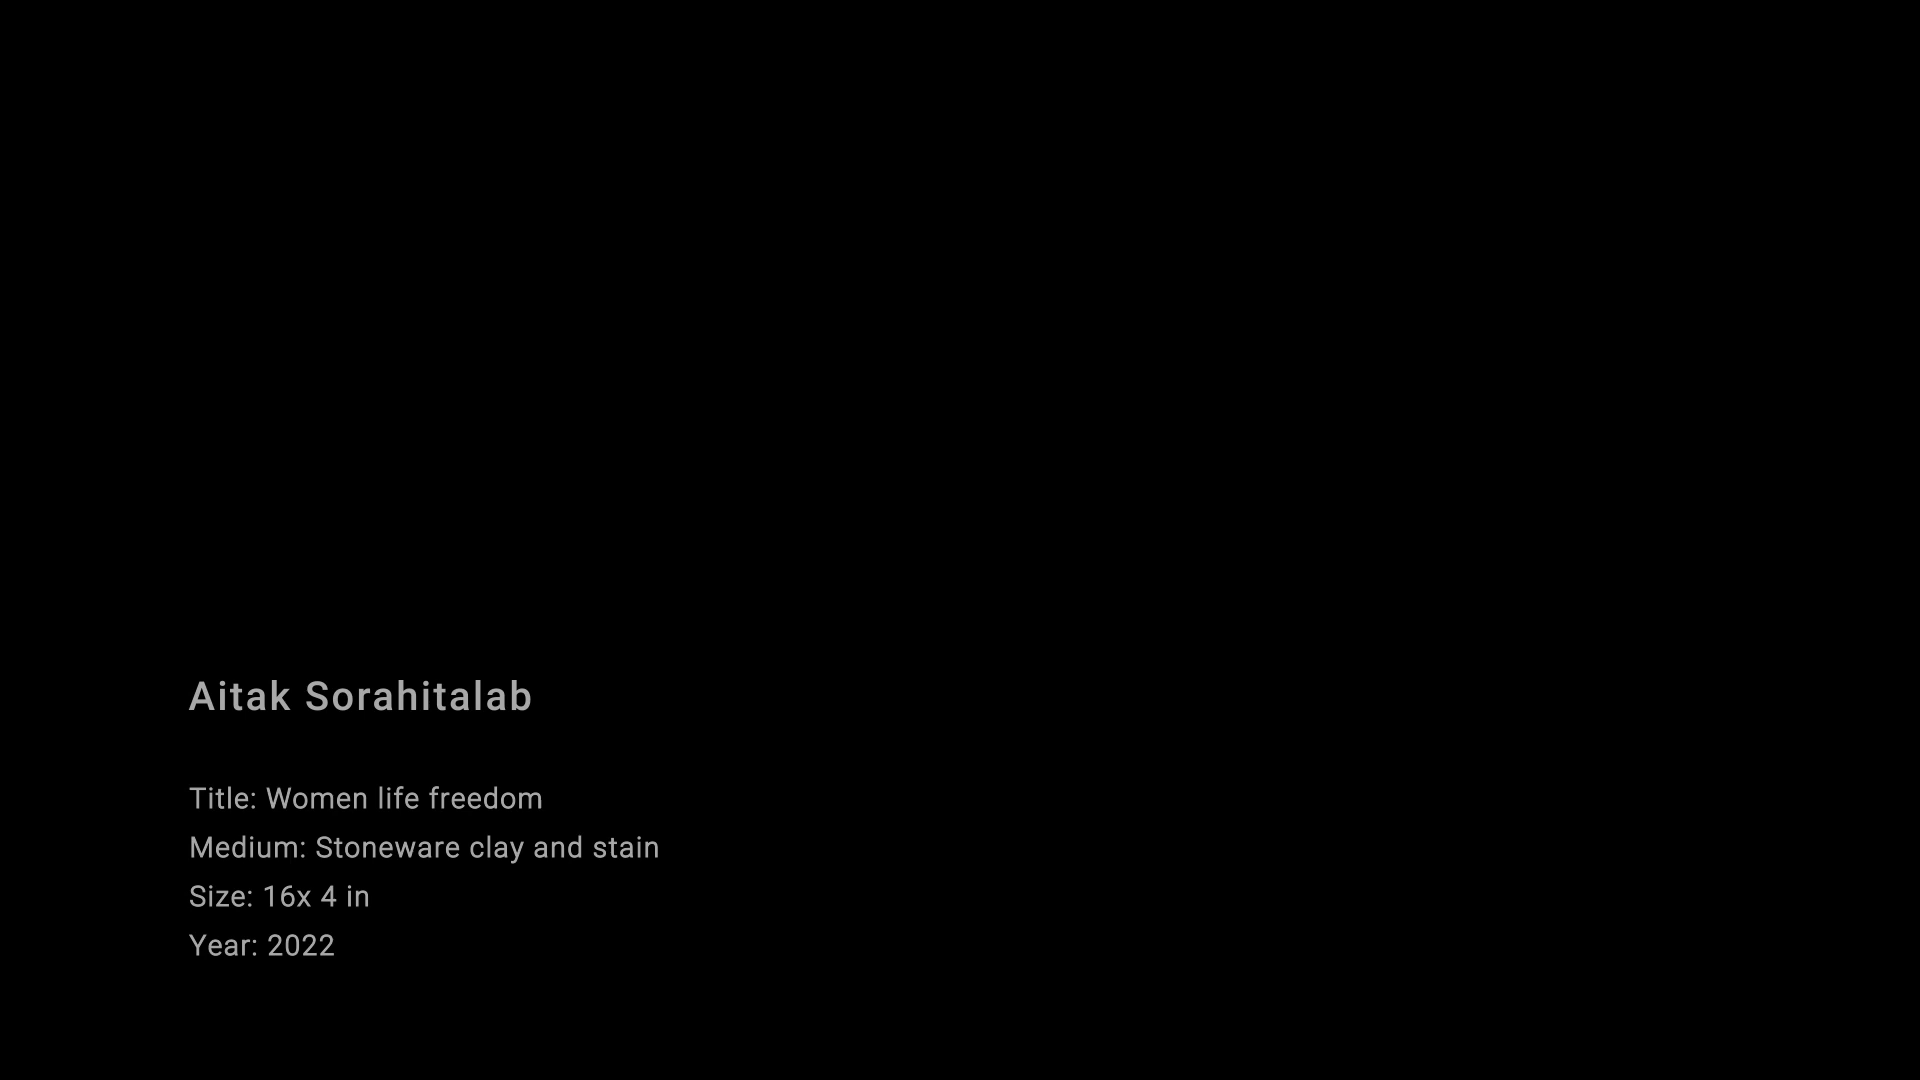 Aitak Sorahitalab
Title: Women life freedom
Medium: Stoneware clay and stain
Size: 16x 4 in
Year: 2022